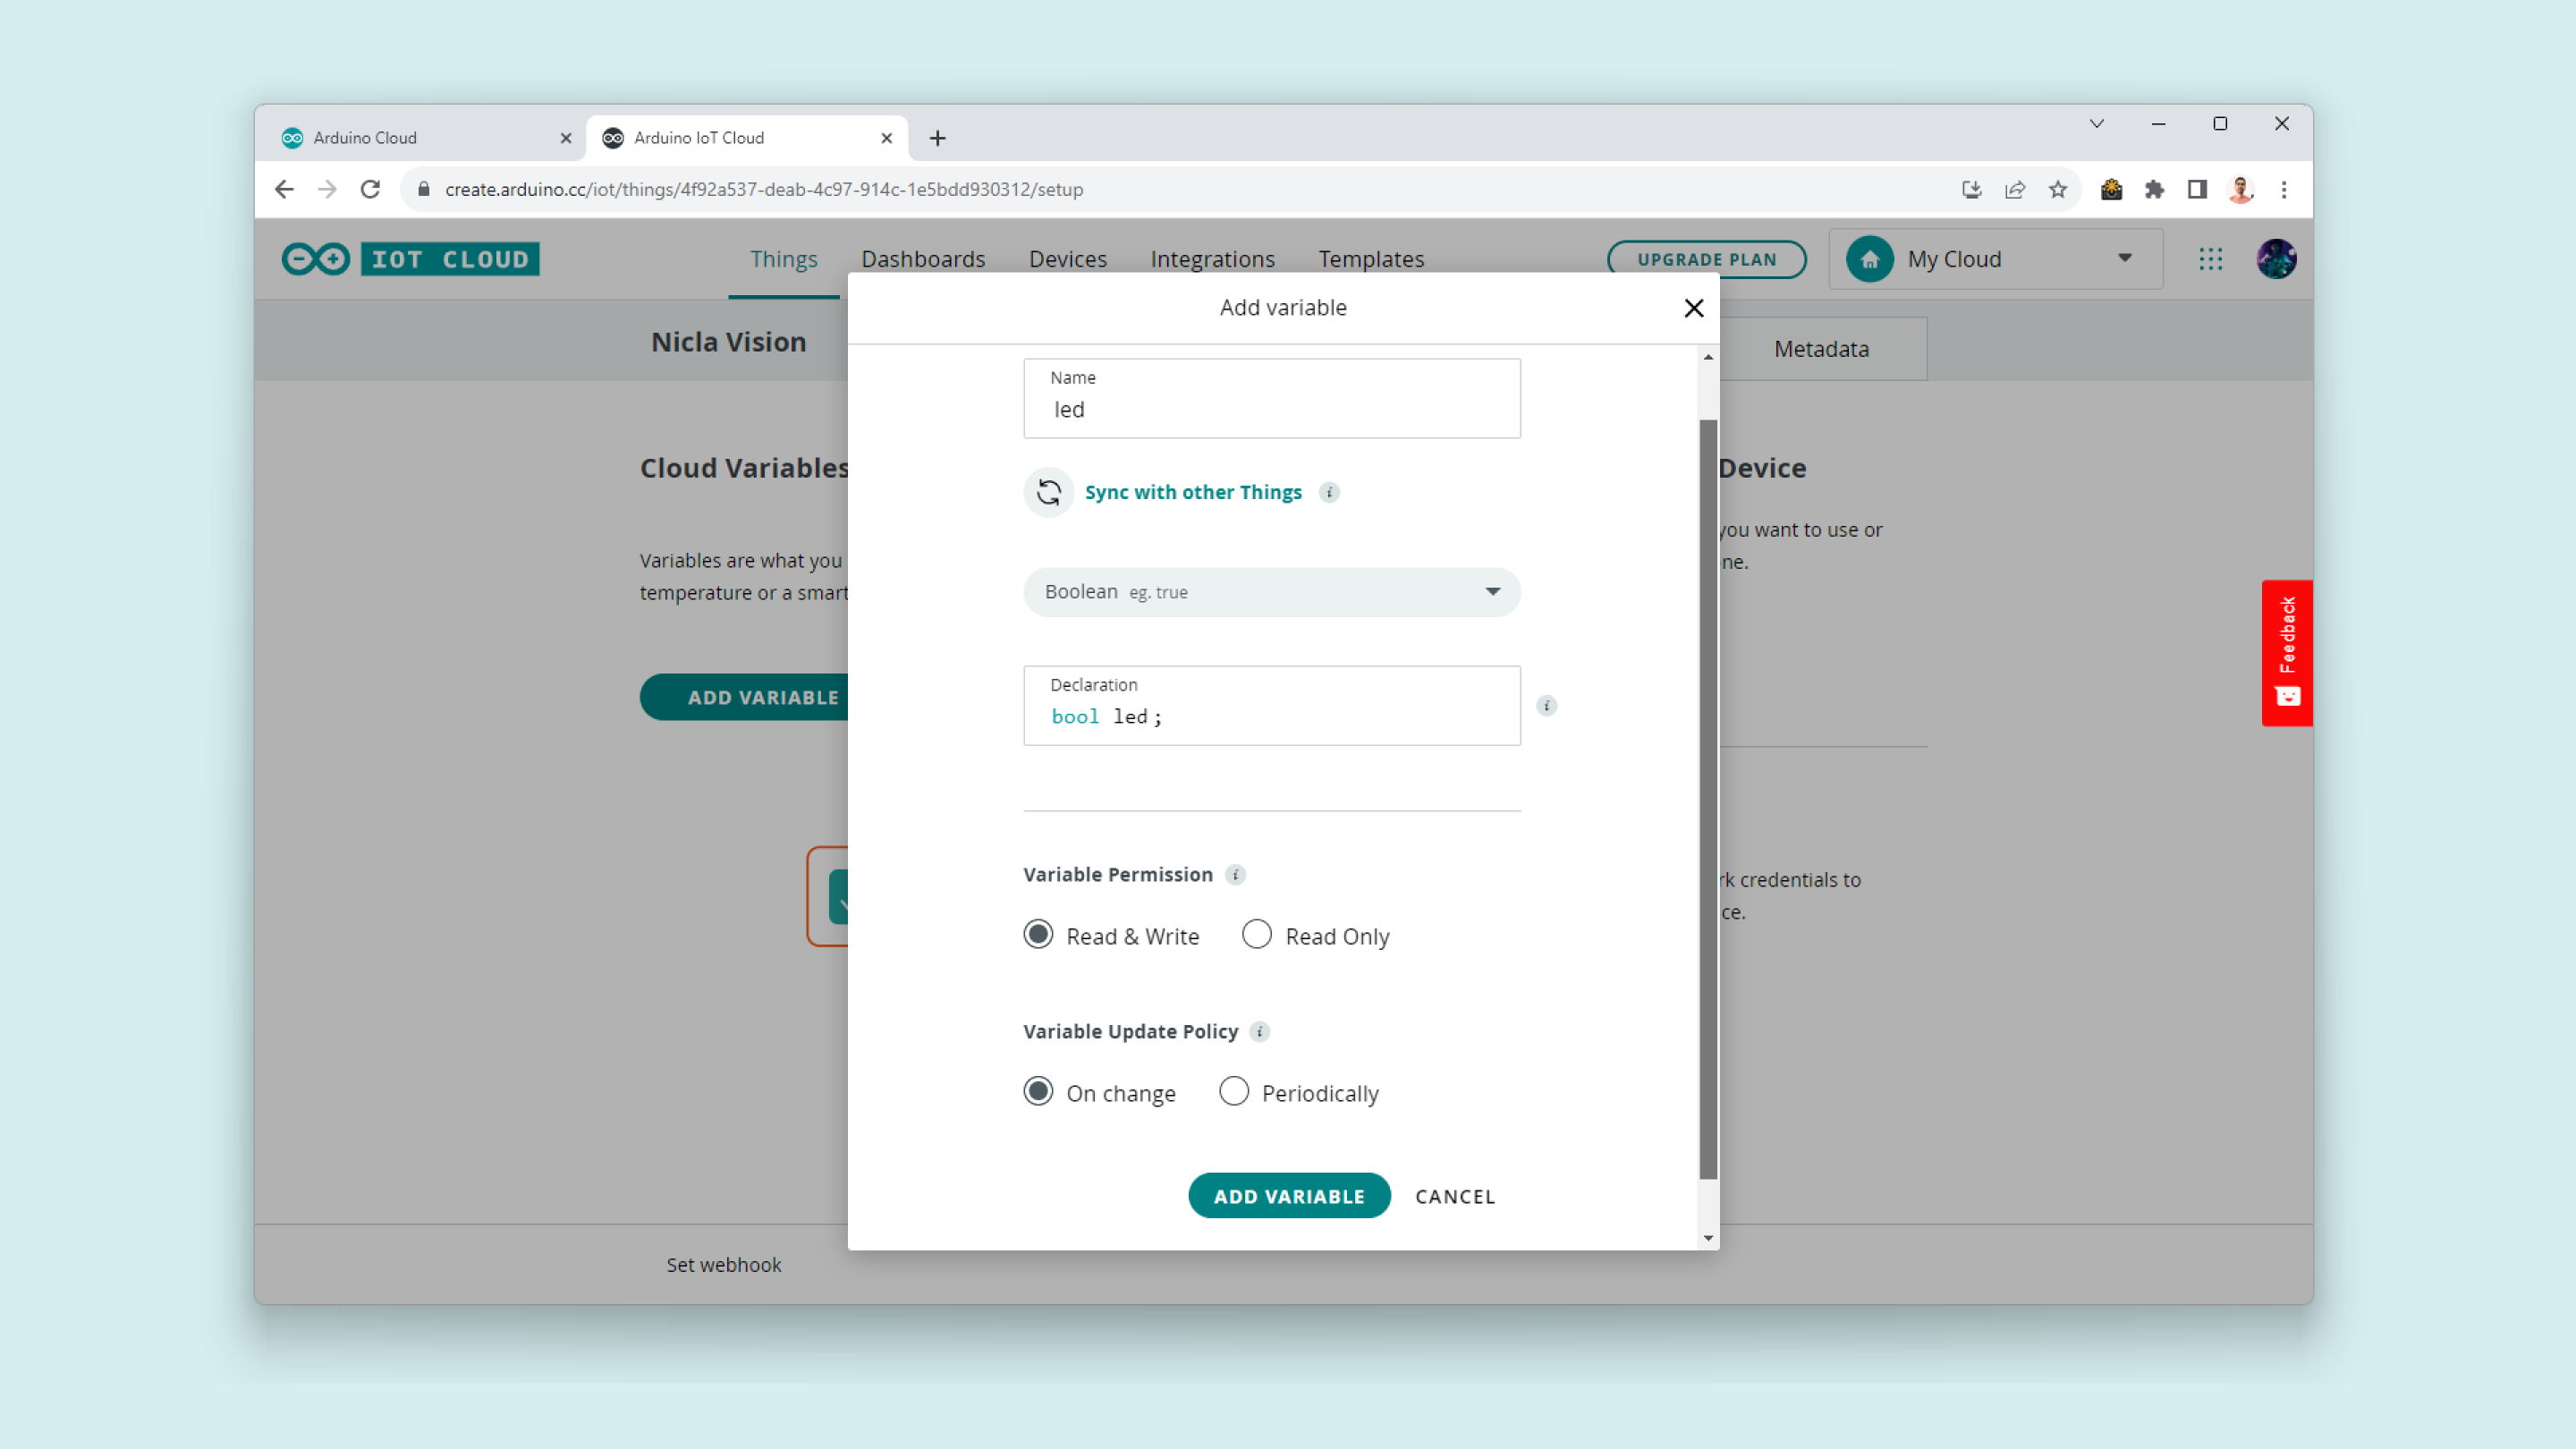 Arduino Cloud
Arduino IoT Cloud
create.arduino.cc/iot/things/4f92a537-deab-4c97-914c-1e5bdd930312/setup
IOT CLOUD
Things
Dashboards
Devices
Integrations
Templates
UPGRADE PLAN
My Cloud
Nicla Vision
Metadata
Add variable
Name
led
Sync with other Things
Boolean eg. true
Declaration
bool led;
Variable Permission
Read & Write
Read Only
Variable Update Policy
On change
Periodically
ADD VARIABLE
CANCEL
Cloud Variables
Variables are what you
temperature or a smart
ADD VARIABLE
Device
you want to use or
ne.
rk credentials to
ce.
Feedback
Set webhook